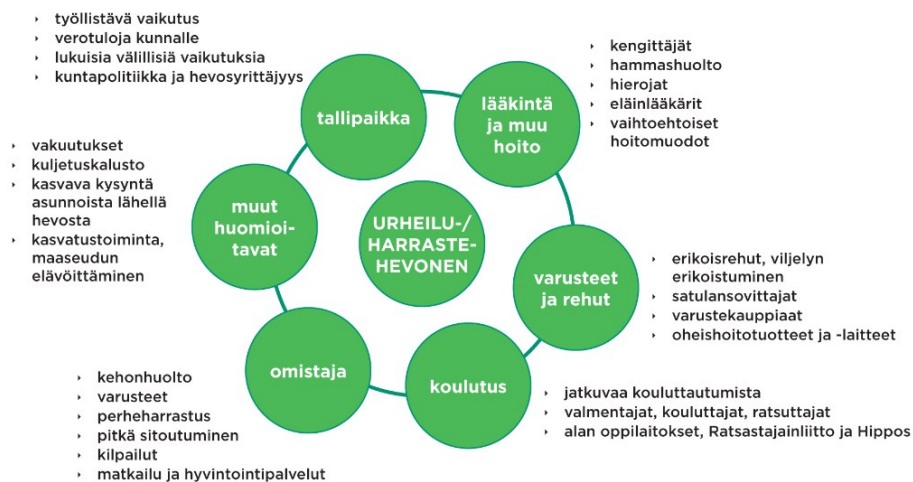 ‣ työllistävä vaikutus
‣ verotuloja kunnalle
‣ lukuisia välillisiä vaikutuksia
‣ kuntapolitiikka ja hevosyrittäjyys
tallipaikka
lääkintä
ja muu
hoito
‣ kengittäjät
‣ hammashuolto
‣ hierojat
‣ eläinlääkärit
‣ vaihtoehtoiset
hoitomuodot
‣ vakuutukset
‣ kuljetuskalusto
‣ kasvava kysyntä
asunnoista lähellä
hevosta
‣ kasvatustoiminta,
maaseudun
elävöittäminen
muut
huomioi-
tavat
URHEILU-/
HARRASTE-
HEVONEN
varusteet
ja rehut
‣ erikoisrehut, viljelyn
erikoistuminen
‣ satulansovittajat
‣ varustekauppiaat
‣ oheishoitotuotteet ja -laitteet
omistaja
‣ kehonhuolto
‣ varusteet
‣ perheharrastus
‣ pitkä sitoutuminen
‣ kilpailut
‣ matkailu ja hyvintointipalvelut
koulutus
‣ jatkuvaa kouluttautumista
‣ valmentajat, kouluttajat, ratsuttajat
‣ alan oppilaitokset, Ratsastajainliitto ja Hippos